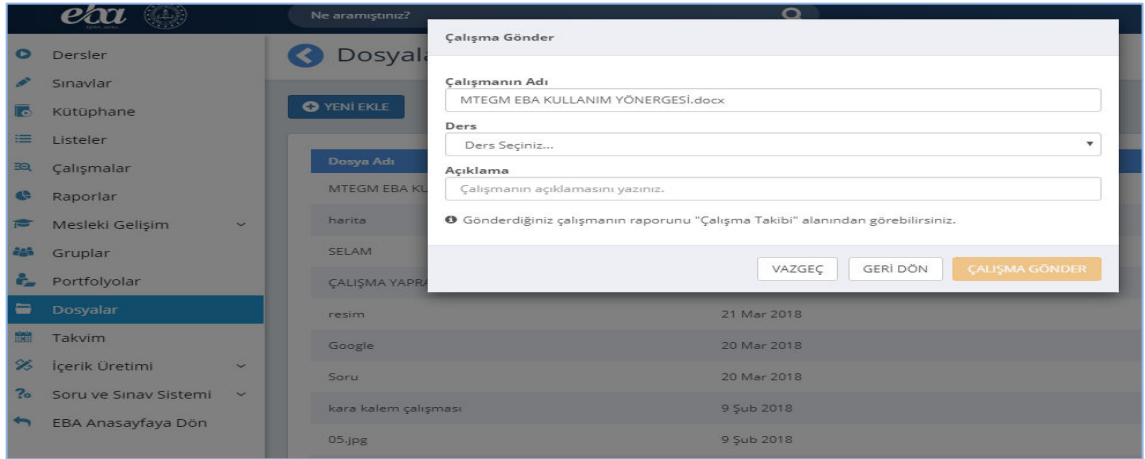 eba
Ne aramıştınız?
Dersler
Sınavlar
Kütüphane
Listeler
Çalışmalar
Raporlar
Mesleki Gelişim
Gruplar
Portfolyolar
Dosyalar
Takvim
İçerik Üretimi
Soru ve Sınav Sistemi
EBA Anasayfaya Dön
Dosyala
YENİ EKLE
Dosya Adı
MTEGM EBA KU
harita
SELAM
ÇALIŞMA YAPRA
resim 21 Mar 2018
Google 20 Mar 2018
Soru 20 Mar 2018
kara kalem çalışması 9 Şub 2018
05.jpg 9 Şub 2018
Çalışma Gönder
Çalışmanın Adı
MTEGM EBA KULLANIM YÖNERGESİ.docx
Ders
Ders Seçiniz...
Açıklama
Çalışmanın açıklamasını yazınız.
Gönderdiğiniz çalışmanın raporunu "Çalışma Takibi" alanından görebilirsiniz.
VAZGEÇ GERİ DÖN ÇALIŞMA GÖNDER